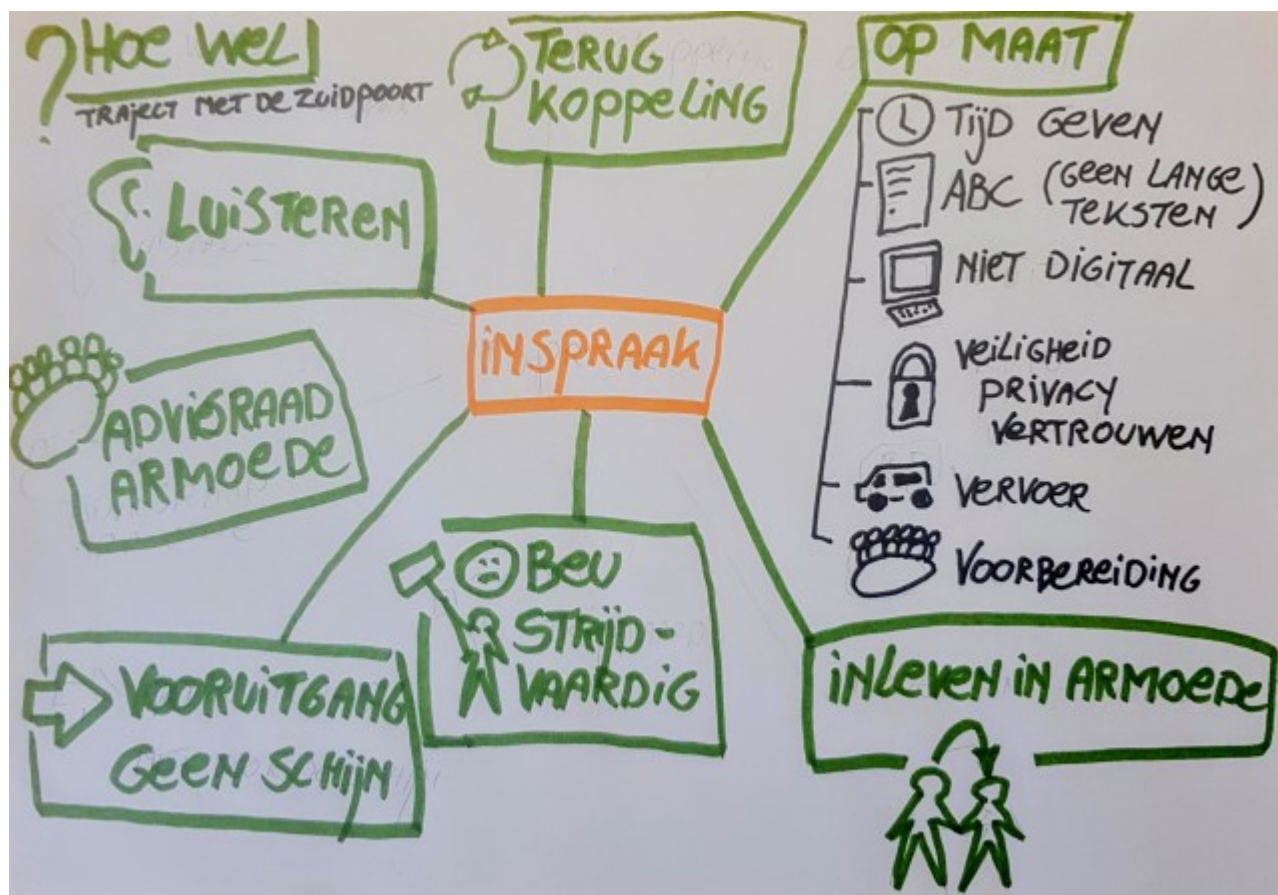 ? HOE WEL
TRAJECT MET DE ZUIDPOORT
TERUG
KOPPELING
OP MAAT
TIJD GEVEN
ABC (GEEN LANGE
TEKSTEN)
NIET DIGITAAL
VEILIGHEID
PRIVACY
VERTROUWEN
VERVOER
VOORBEREIDING
LUISTEREN
INSPRAAK
ADVISRAAD
ARMOEDE
BEU
STRIJD-
VAARDIG
VOORUITGANG
GEEN SCHIJN
INLEVEN IN ARMOEDE